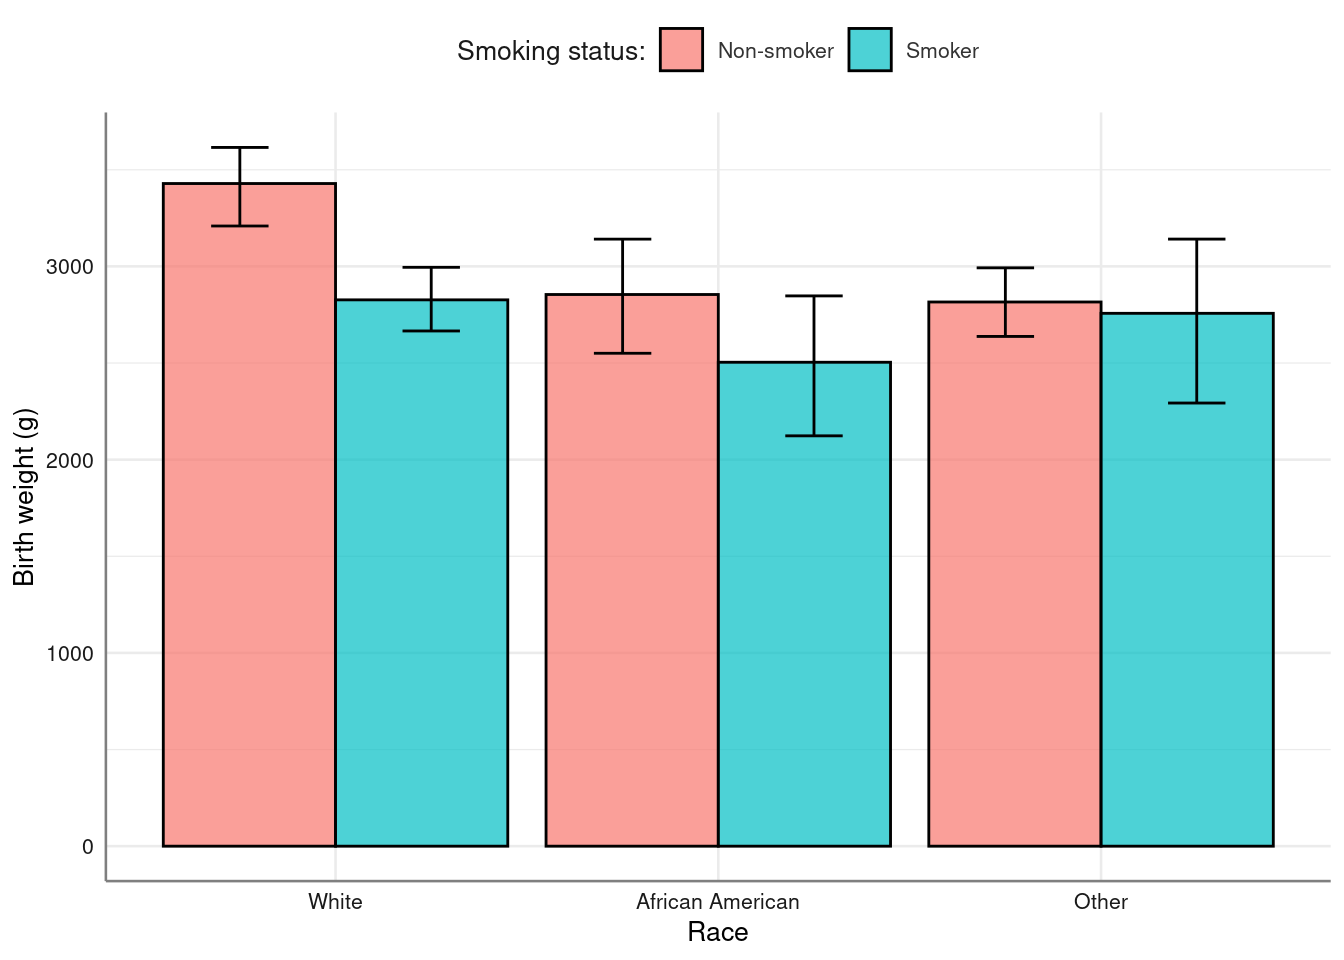 Smoking status: Non-smoker Smoker
Birth weight (g)
3000
2000
1000
0
White African American Other
Race